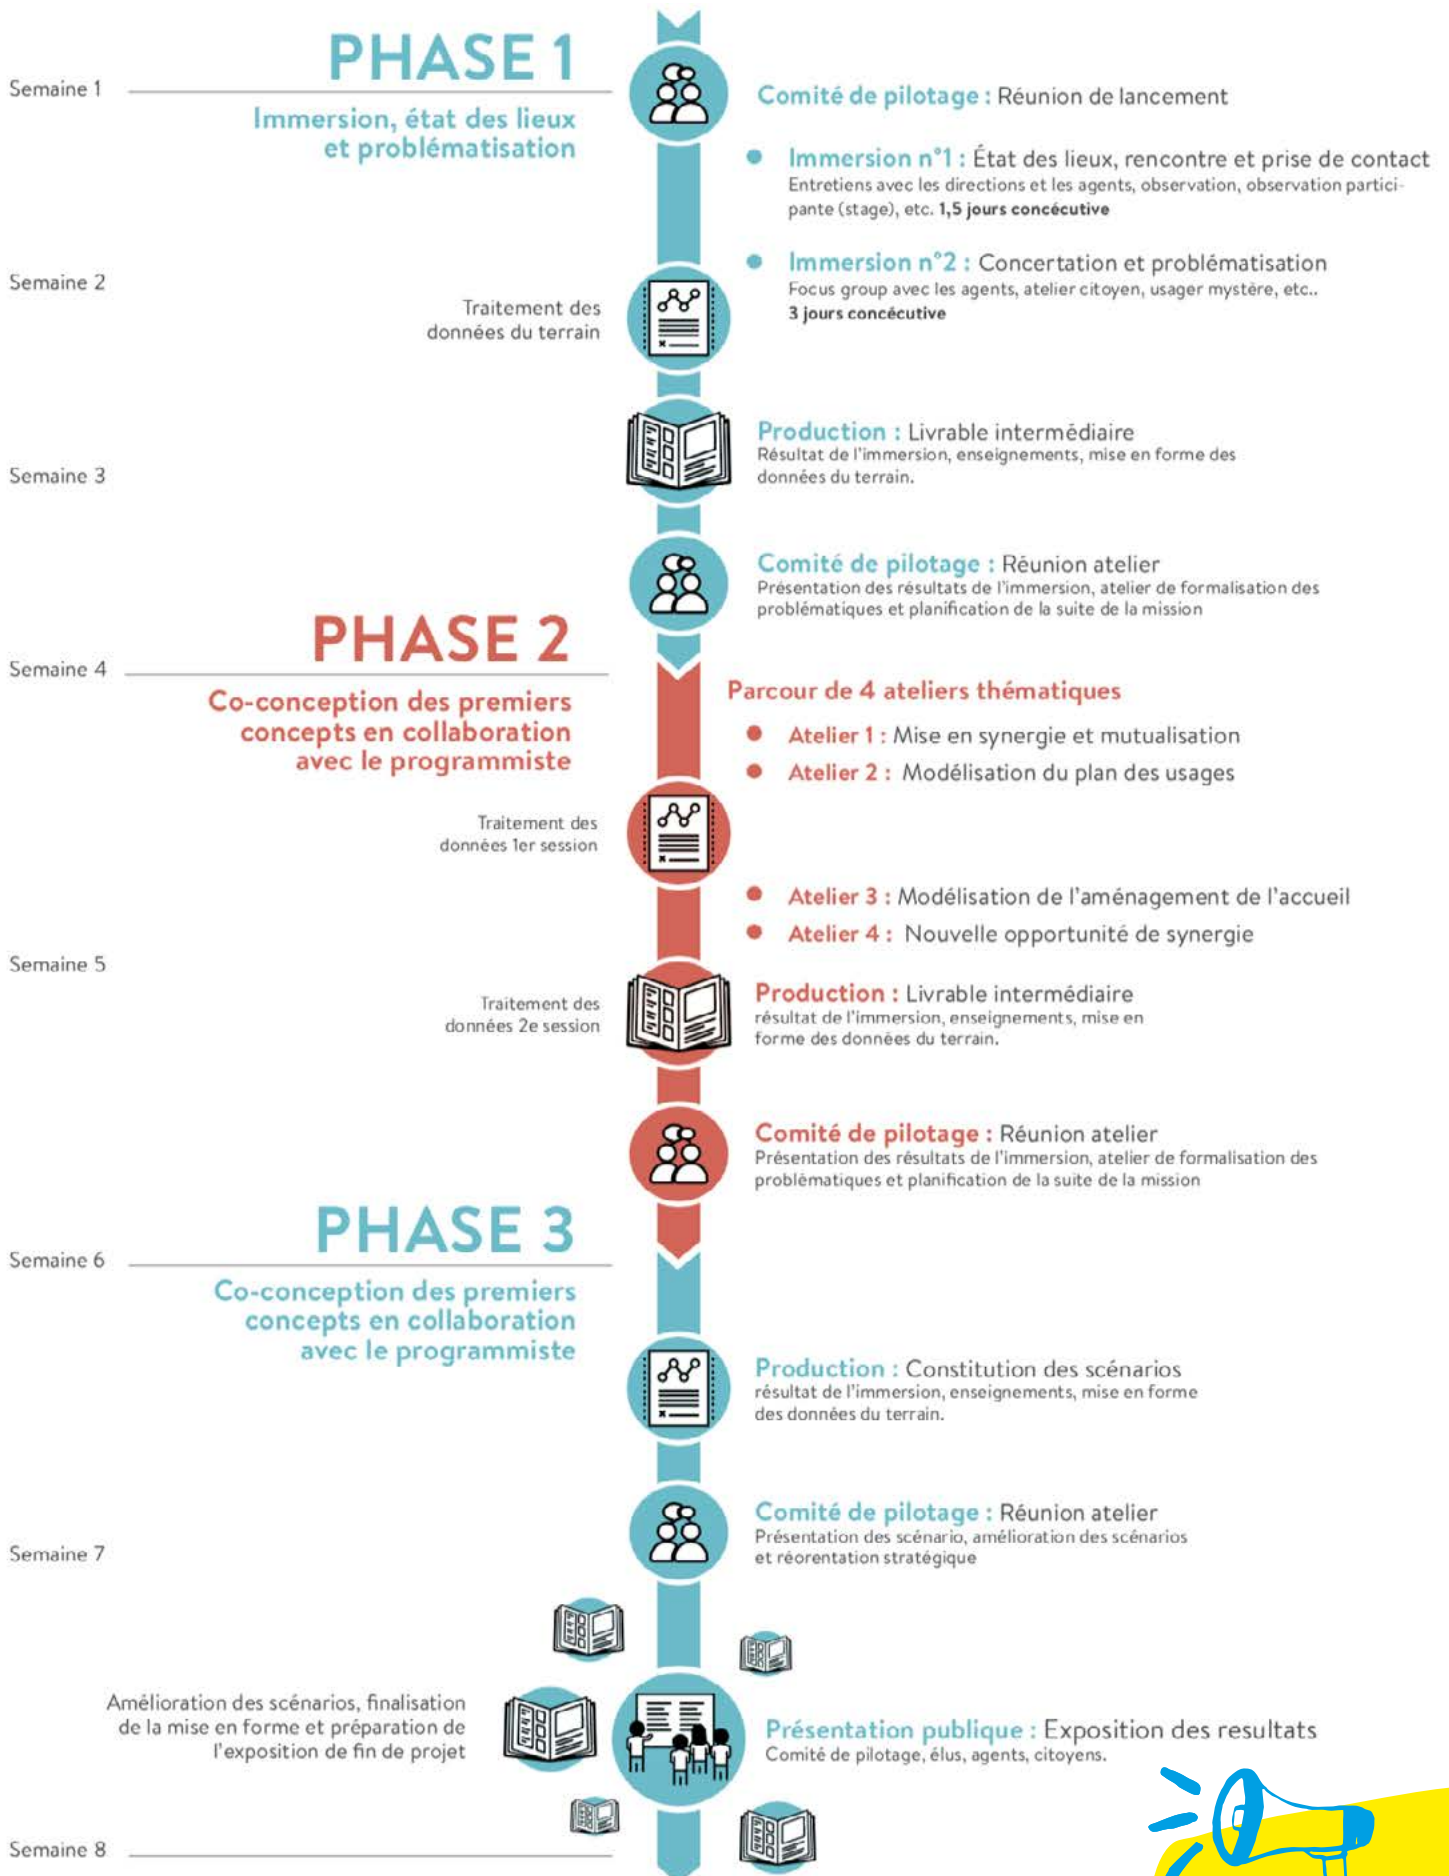 PHASE 1
Semaine 1
Immersion, état des lieux
et problématisation
Comité de pilotage : Réunion de lancement
Immersion n°1 : État des lieux, rencontre et prise de contact
Entretiens avec les directions et les agents, observation, observation partici-
pante (stage), etc. 1,5 jours concécutive
Semaine 2
Immersion n°2 : Concertation et problématisation
Focus group avec les agents, atelier citoyen, usager mystère, etc..
3 jours concécutive
Traitement des
données du terrain
Production : Livrable intermédiaire
Résultat de l'immersion, enseignements, mise en forme des
données du terrain.
Semaine 3
Comité de pilotage : Réunion atelier
Présentation des résultats de l'immersion, atelier de formalisation des
problématiques et planification de la suite de la mission
PHASE 2
Semaine 4
Co-conception des premiers
concepts en collaboration
avec le programmiste
Parcour de 4 ateliers thématiques
Atelier 1 : Mise en synergie et mutualisation
Atelier 2 : Modélisation du plan des usages
Traitement des
données 1er session
Atelier 3 : Modélisation de l'aménagement de l'accueil
Atelier 4 : Nouvelle opportunité de synergie
Semaine 5
Traitement des
données 2e session
Production : Livrable intermédiaire
résultat de l'immersion, enseignements, mise en
forme des données du terrain.
Comité de pilotage : Réunion atelier
Présentation des résultats de l'immersion, atelier de formalisation des
problématiques et planification de la suite de la mission
PHASE 3
Semaine 6
Co-conception des premiers
concepts en collaboration
avec le programmiste
Production : Constitution des scénarios
résultat de l'immersion, enseignements, mise en forme
des données du terrain.
Comité de pilotage : Réunion atelier
Présentation des scénario, amélioration des scénarios
et réorentation stratégique
Semaine 7
Amélioration des scénarios, finalisation
de la mise en forme et préparation de
l'exposition de fin de projet
Présentation publique : Exposition des resultats
Comité de pilotage, élus, agents, citoyens.
Semaine 8